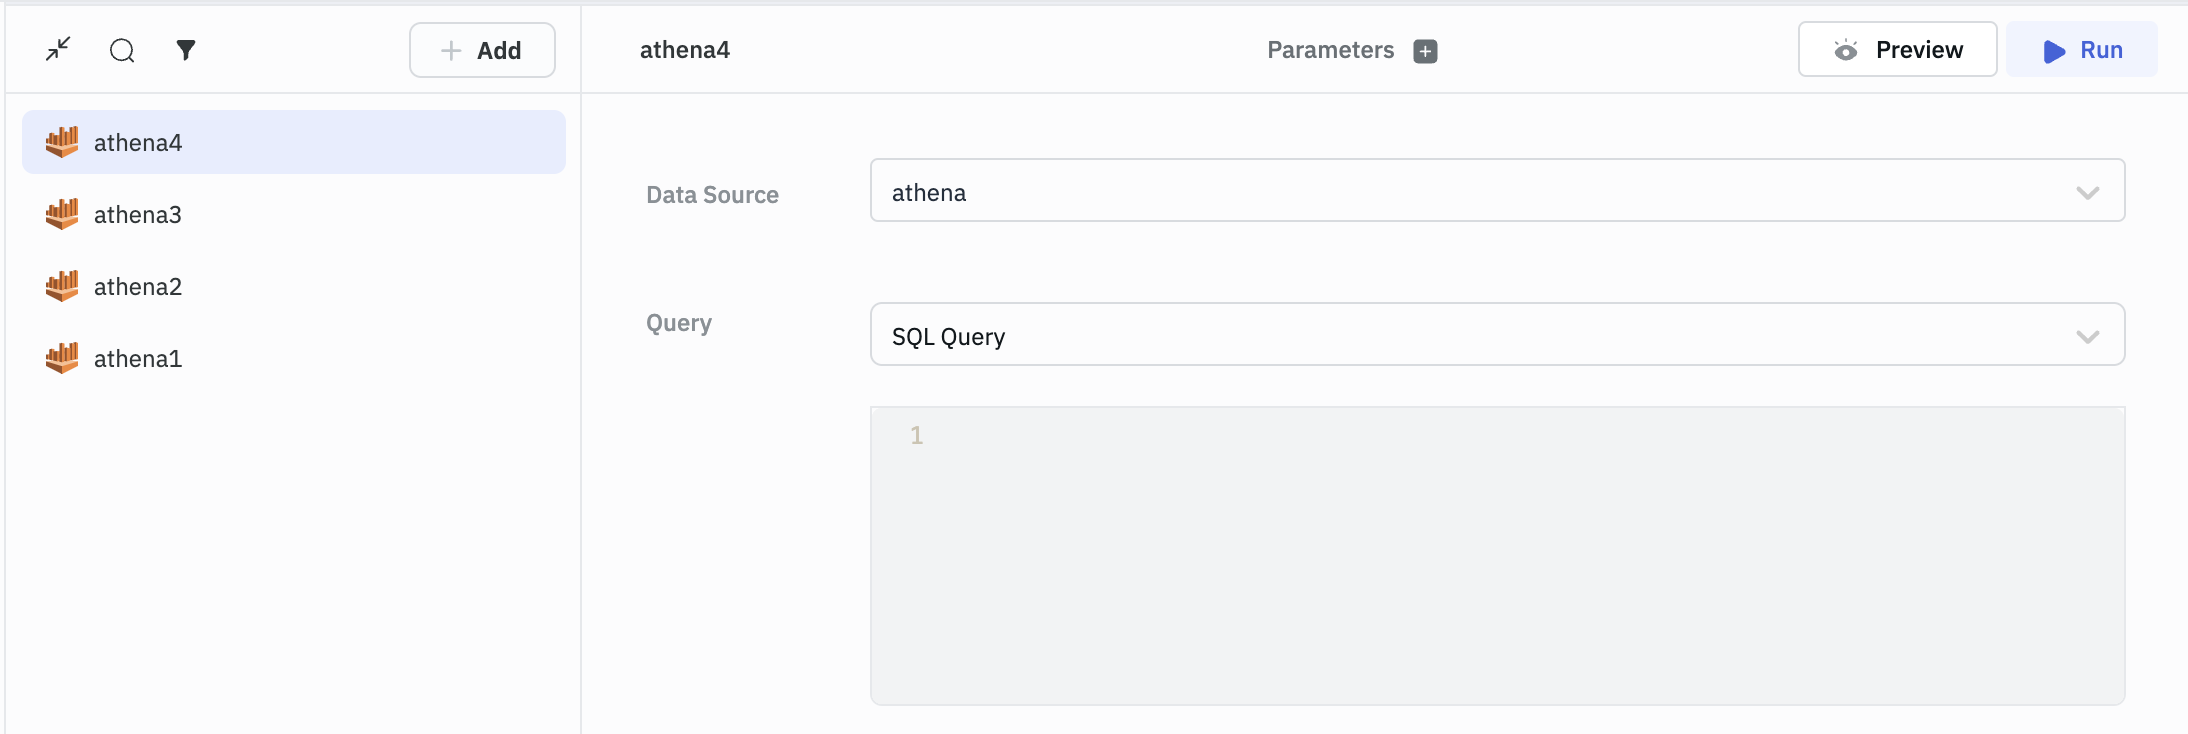 Add
athena4
Parameters
Preview
Run
athena4
athena3
athena2
athena1
Data Source
athena
Query
SQL Query
1